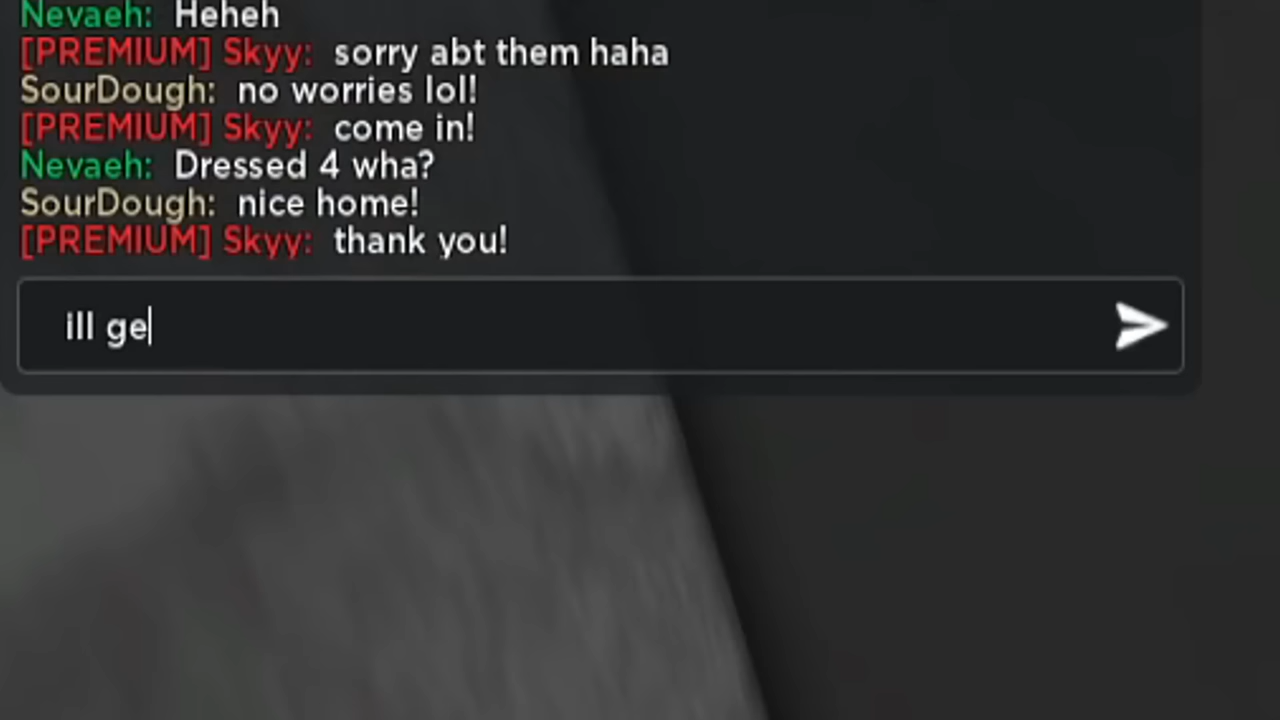 Nevaeh: Heheh
[PREMIUM] Skyy: sorry abt them haha
SourDough: no worries lol!
[PREMIUM] Skyy: come in!
Nevaeh: Dressed 4 wha?
SourDough: nice home!
[PREMIUM] Skyy: thank you!
ill ge